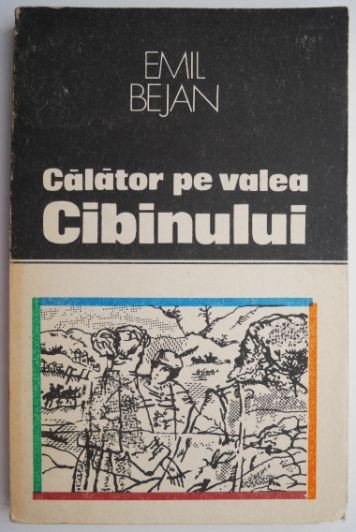 EMIL
BEJAN
Călător pe valea
Cibinului